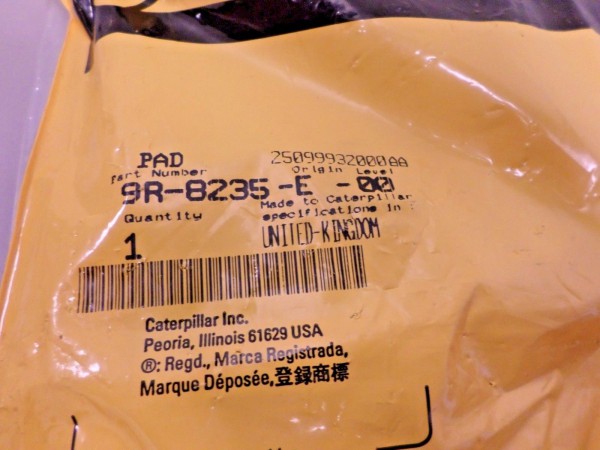 PAD 25099932000AA
Part Number Origin Level
9R-8235-E -00
Quantity Made to Caterpillar
specifications in :
1 UNITED-KINGDOM
Caterpillar Inc.
Peoria, Illinois 61629 USA
®: Regd., Marca Registrada,
Marque Déposée,登録商標